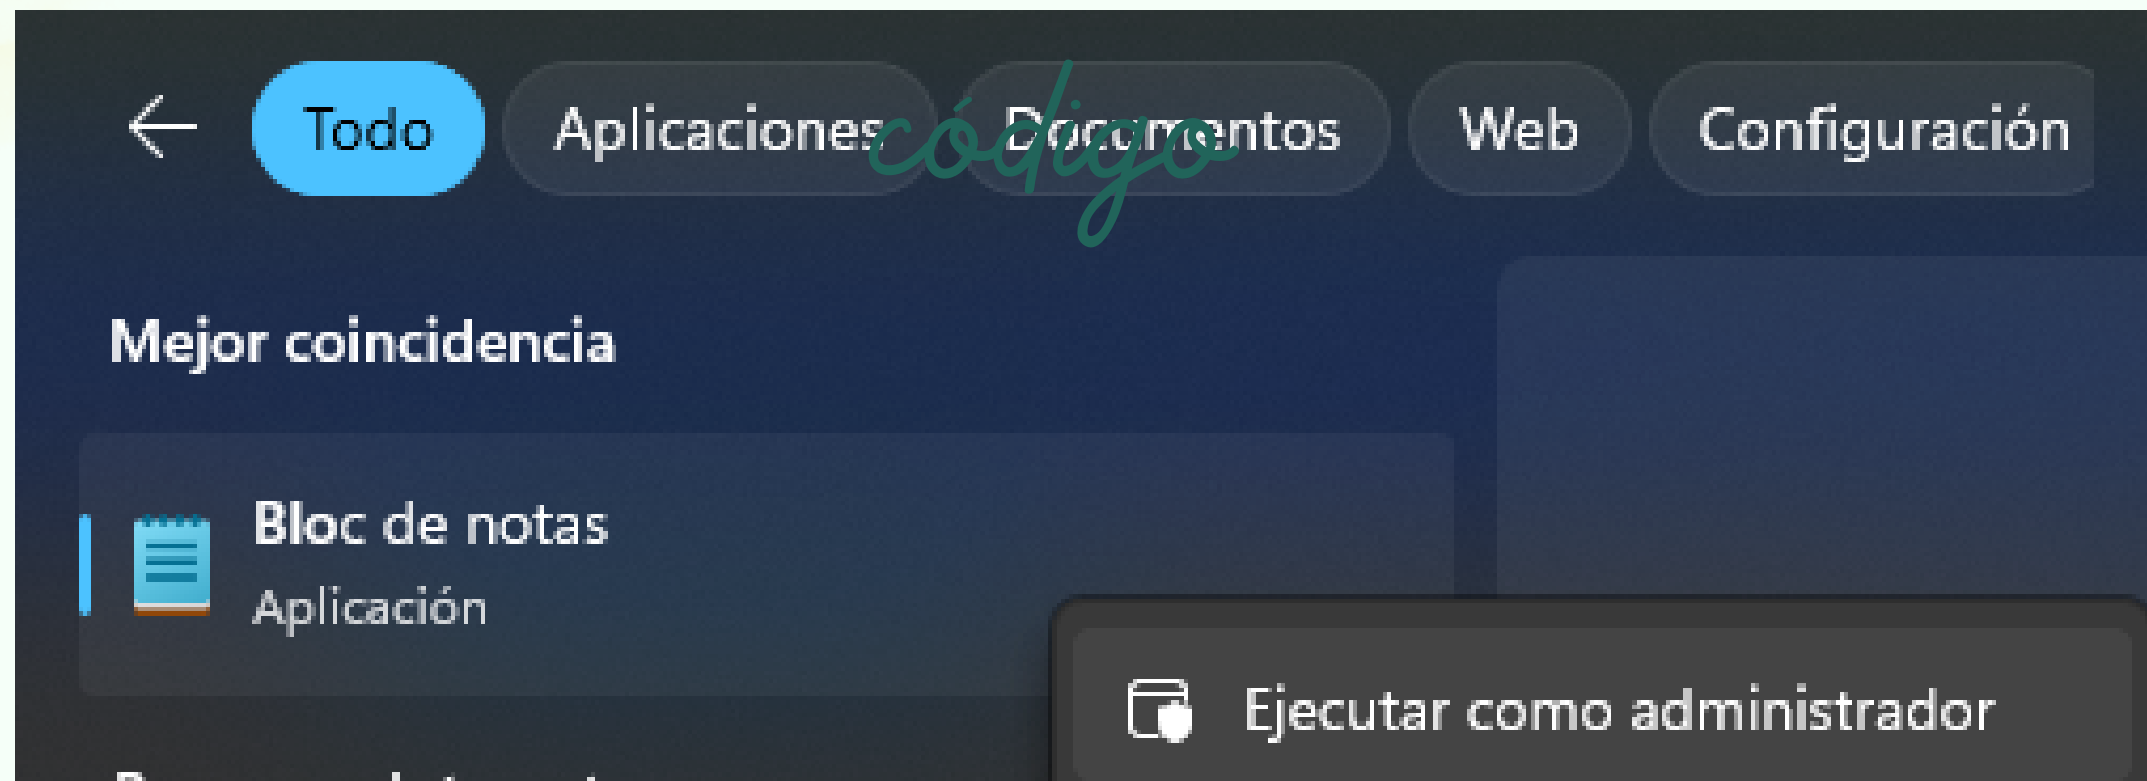 Todo Aplicaciones Documentos Web Configuración
código
Mejor coincidencia
Bloc de notas
Aplicación
Ejecutar como administrador